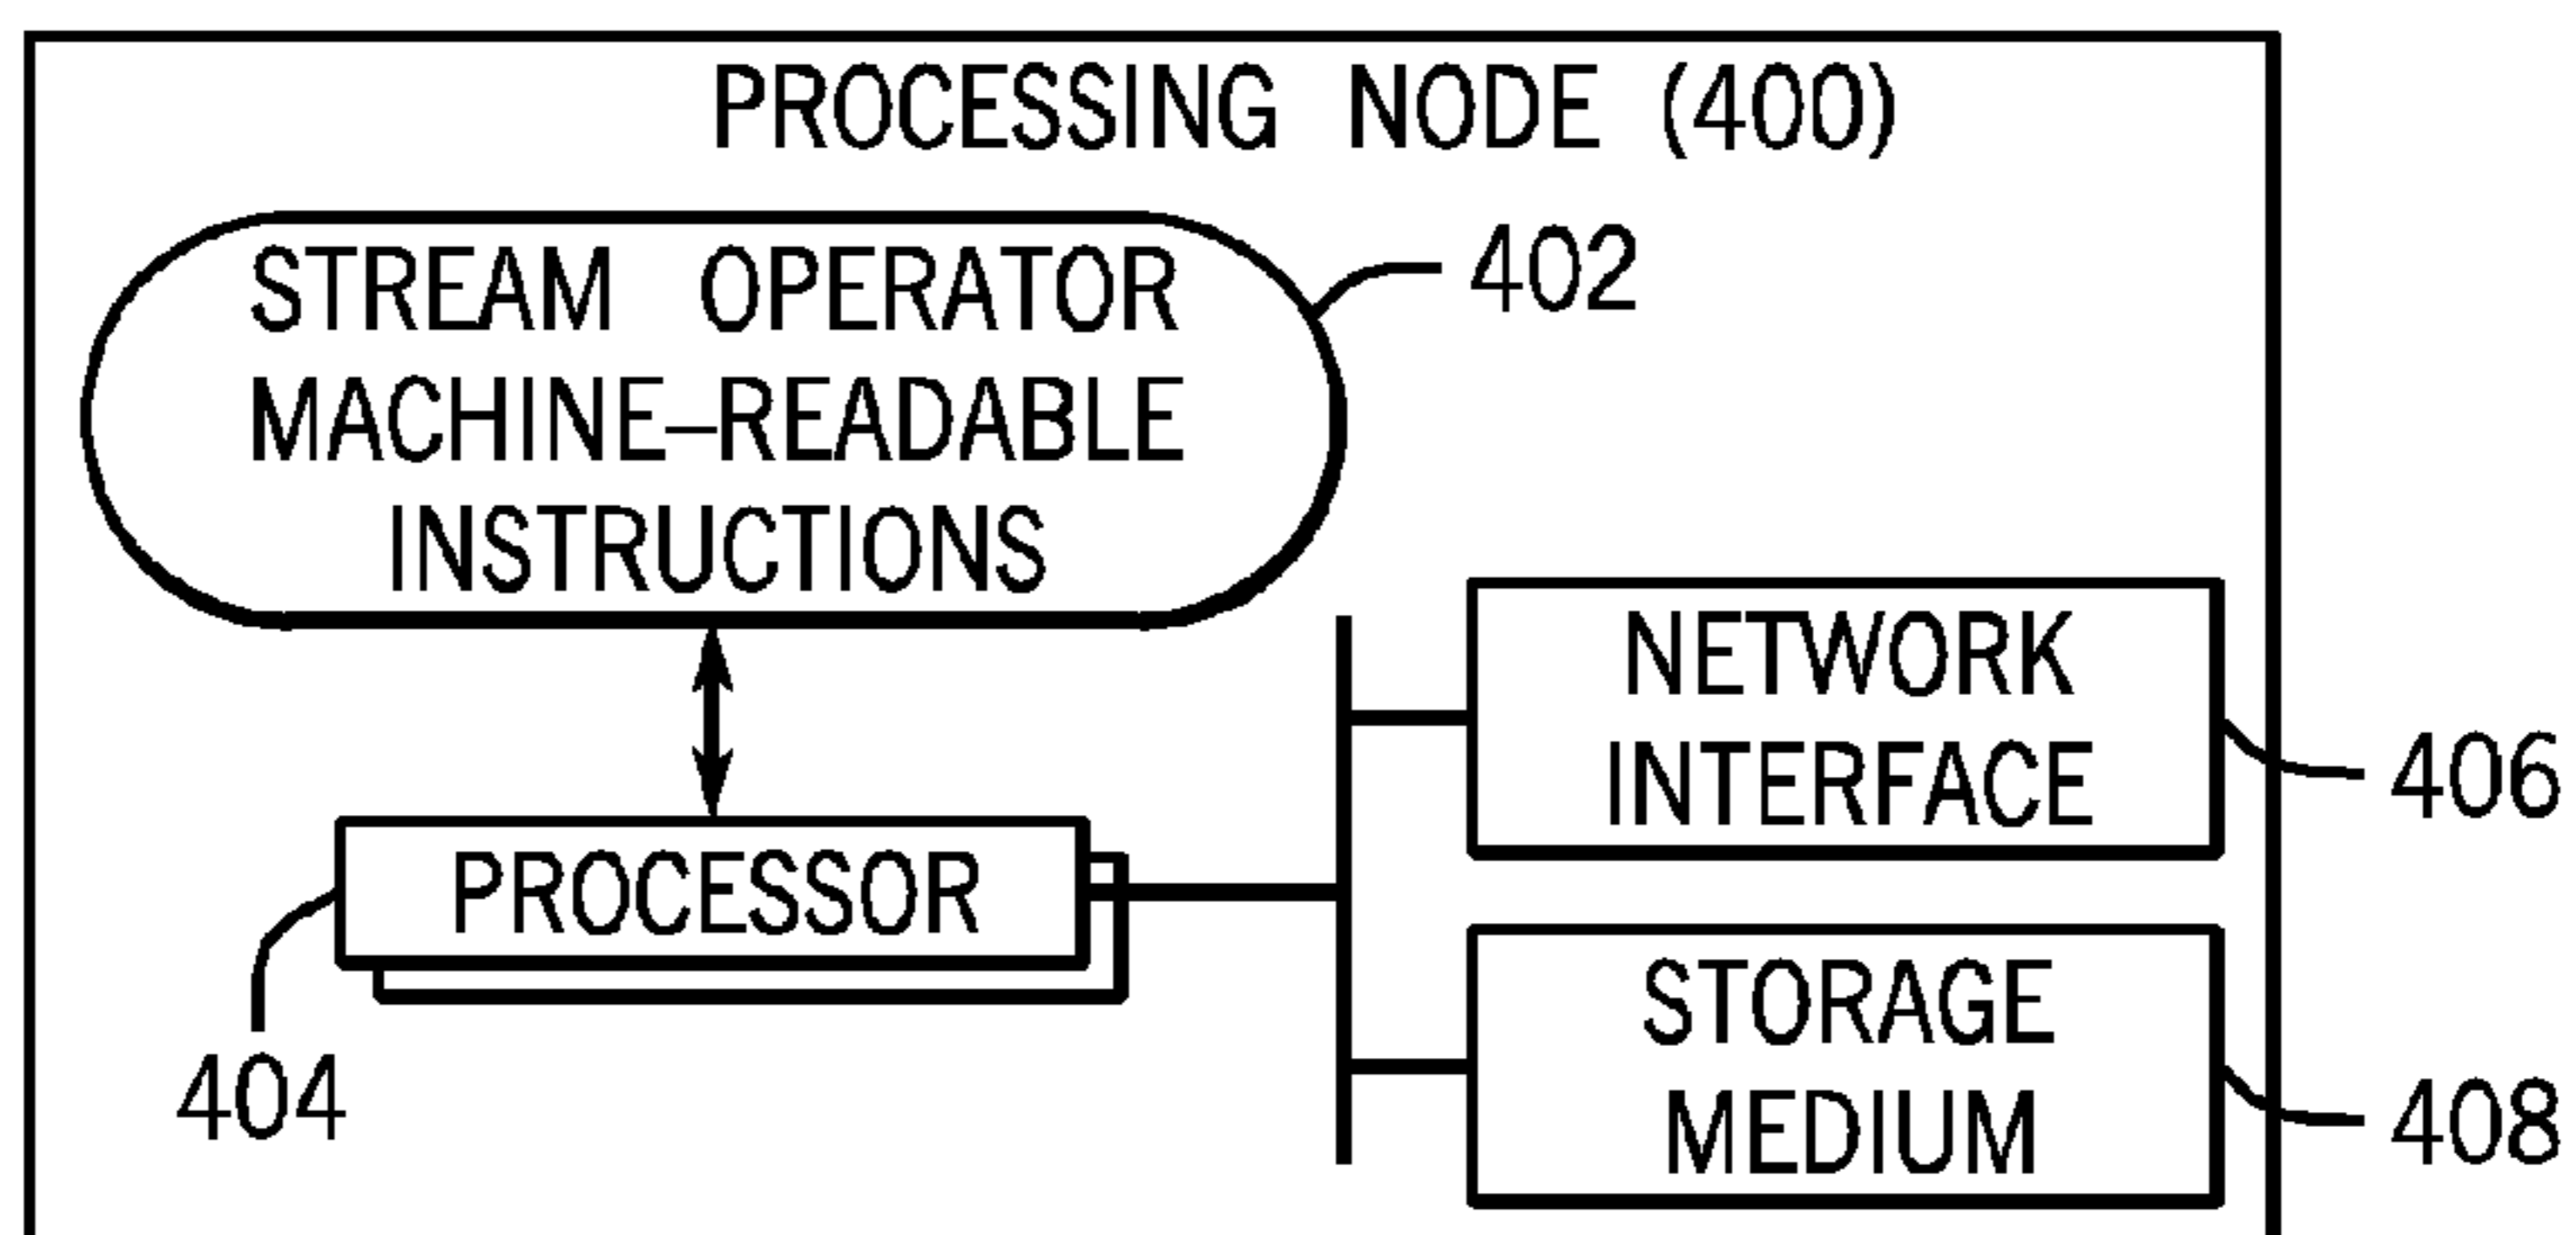 PROCESSING NODE (400)
STREAM OPERATOR
MACHINE–READABLE
INSTRUCTIONS
402
NETWORK
INTERFACE
406
PROCESSOR
404
STORAGE
MEDIUM
408